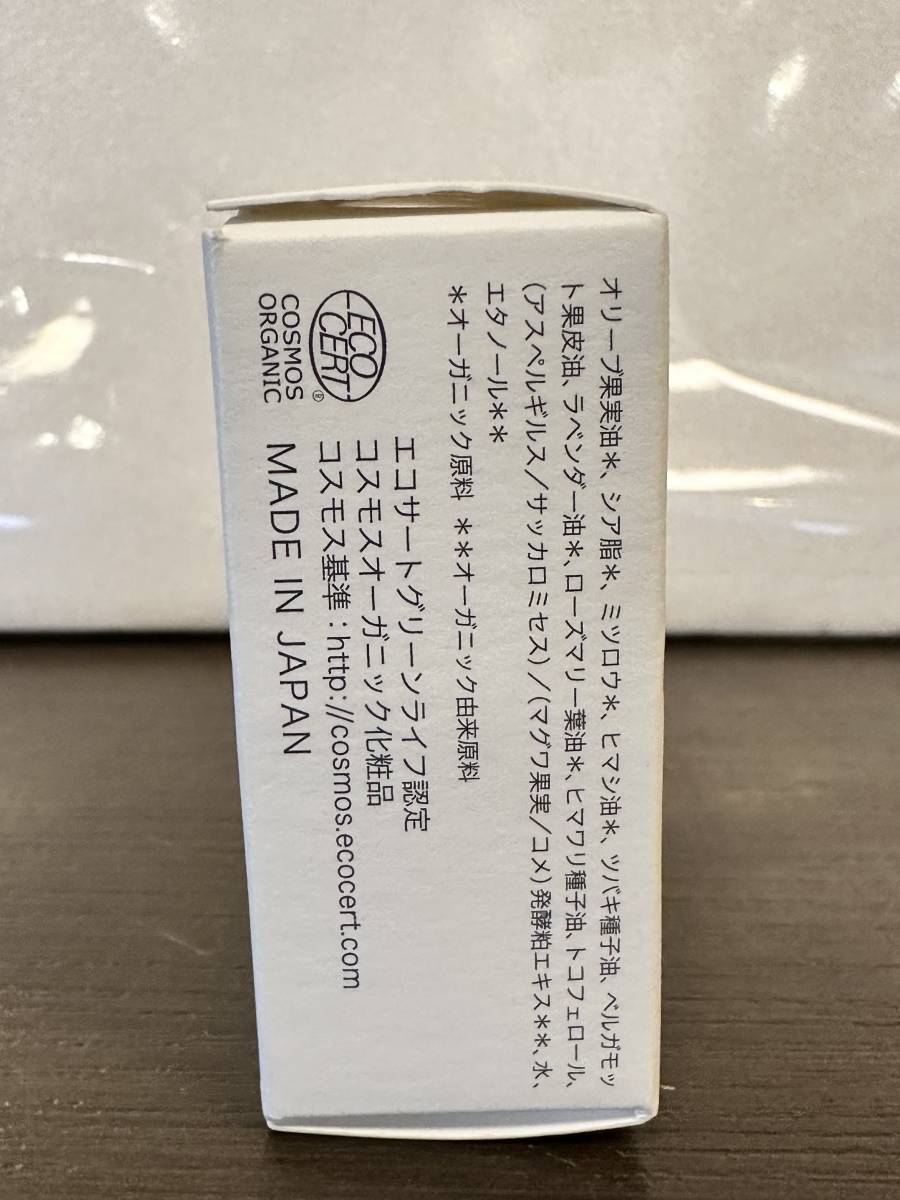 オリーブ果実油＊、シア脂＊、ミツロウ＊、ヒマシ油＊、ツバキ種子油、ベルガモッ
ト果皮油、ラベンダー油＊、ローズマリー葉油＊、ヒマワリ種子油、トコフェロール、
(アスペルギルス／サッカロミセス)／(マグワ果実／コメ)発酵粕エキス＊＊、水、
エタノール＊＊
＊オーガニック原料 ＊＊オーガニック由来原料
ECO
CERT
®
COSMOS
ORGANIC
エコサートグリーンライフ認定
コスモスオーガニック化粧品
コスモス基準：http://cosmos.ecocert.com
MADE IN JAPAN